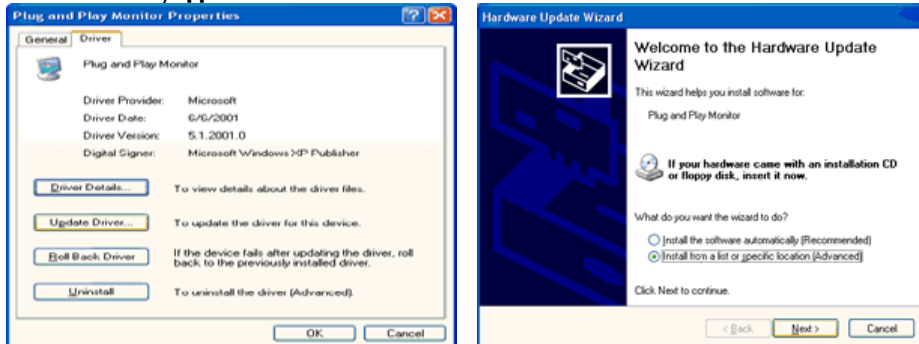 Plug and Play Monitor Properties
General Driver
Plug and Play Monitor
Driver Provider: Microsoft
Driver Date: 6/6/2001
Driver Version: 5.1.2001.0
Digital Signer: Microsoft Windows XP Publisher
Driver Details... To view details about the driver files.
Update Driver... To update the driver for this device.
Roll Back Driver If the device fails after updating the driver, roll
back to the previously installed driver.
Uninstall To uninstall the driver (Advanced).
OK Cancel
Hardware Update Wizard
Welcome to the Hardware Update
Wizard
This wizard helps you install software for:
Plug and Play Monitor
If your hardware came with an installation CD
or floppy disk, insert it now.
What do you want the wizard to do?
Install the software automatically (Recommended)
Install from a list or specific location (Advanced)
Click Next to continue.
< Back Next > Cancel